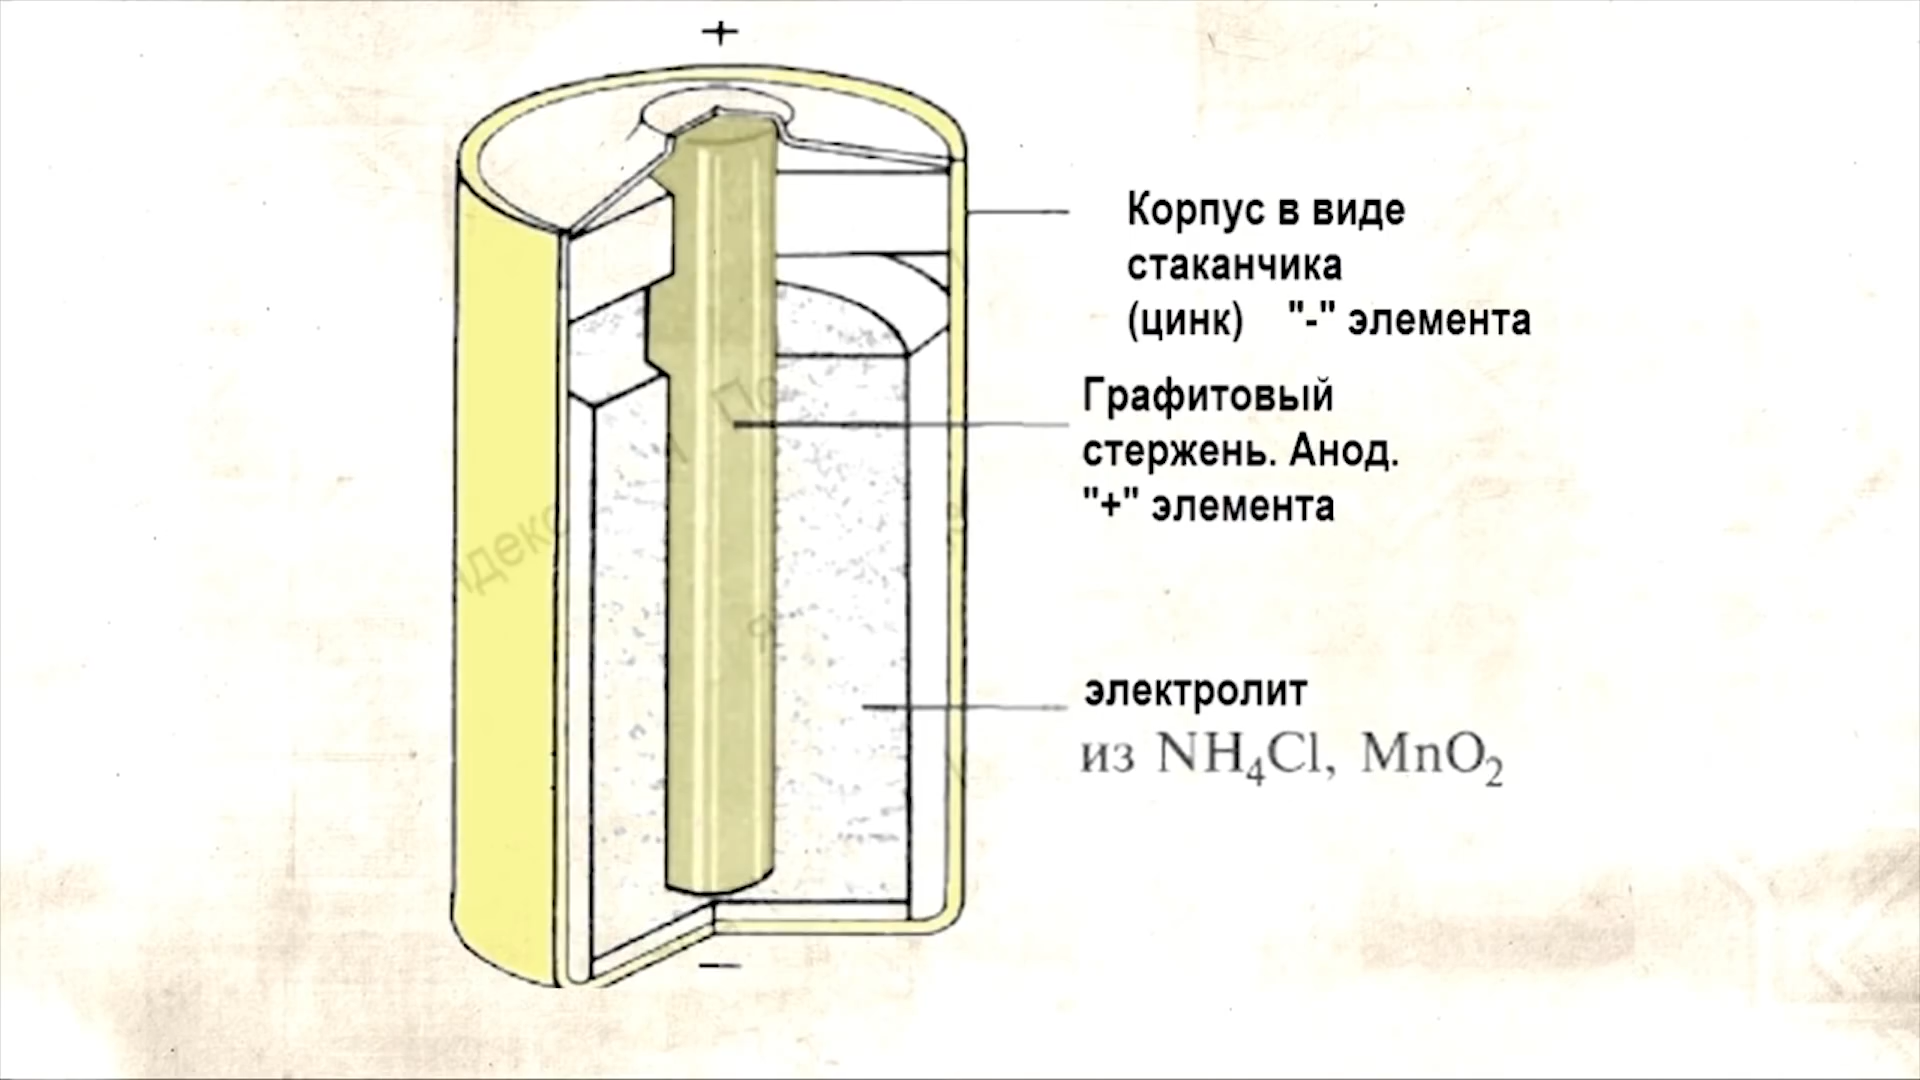 +
Корпус в виде
стаканчика
(цинк) "-" элемента
Графитовый
стержень. Анод.
"+" элемента
электролит
из NH₄Cl, MnO₂
—